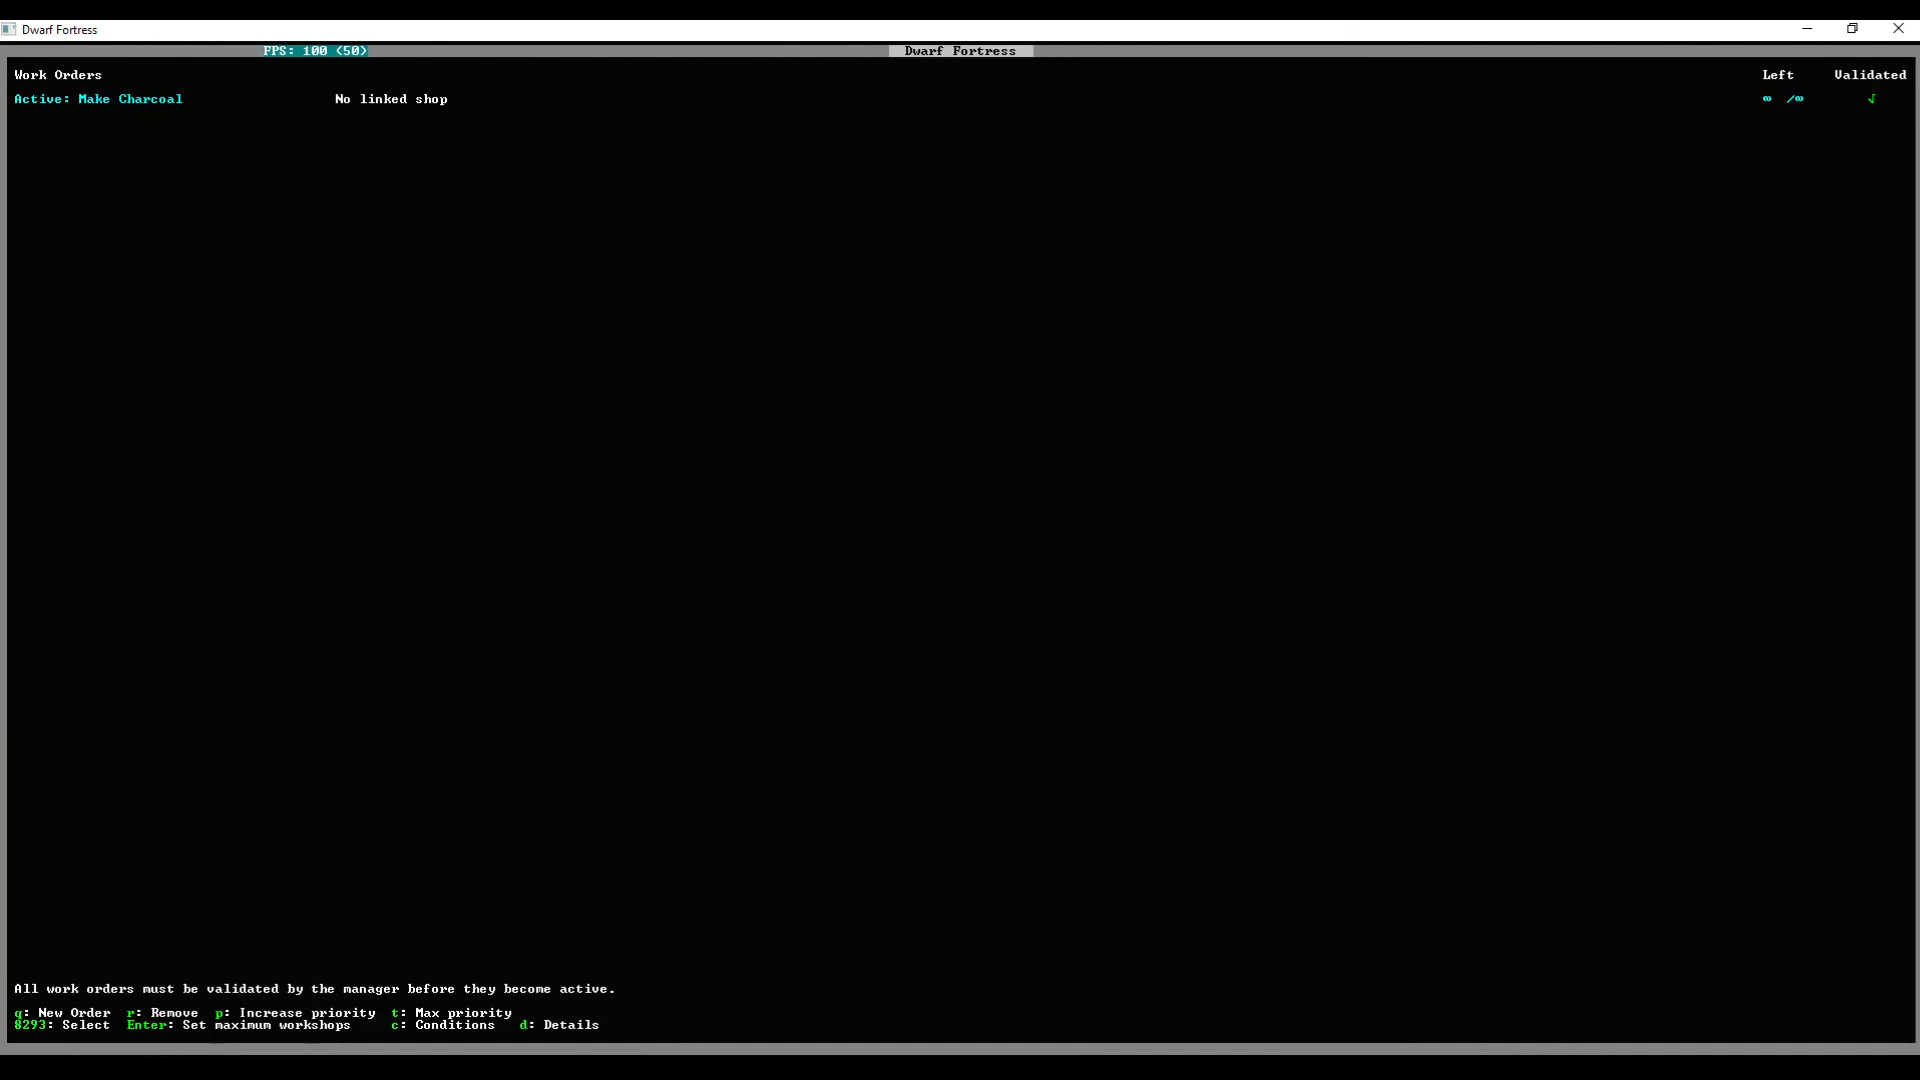 Dwarf Fortress
FPS: 100 (50) Dwarf Fortress
Work Orders Left Validated
Active: Make Charcoal No linked shop ∞ /∞ √
All work orders must be validated by the manager before they become active.
q: New Order r: Remove p: Increase priority t: Max priority
8293: Select Enter: Set maximum workshops c: Conditions d: Details